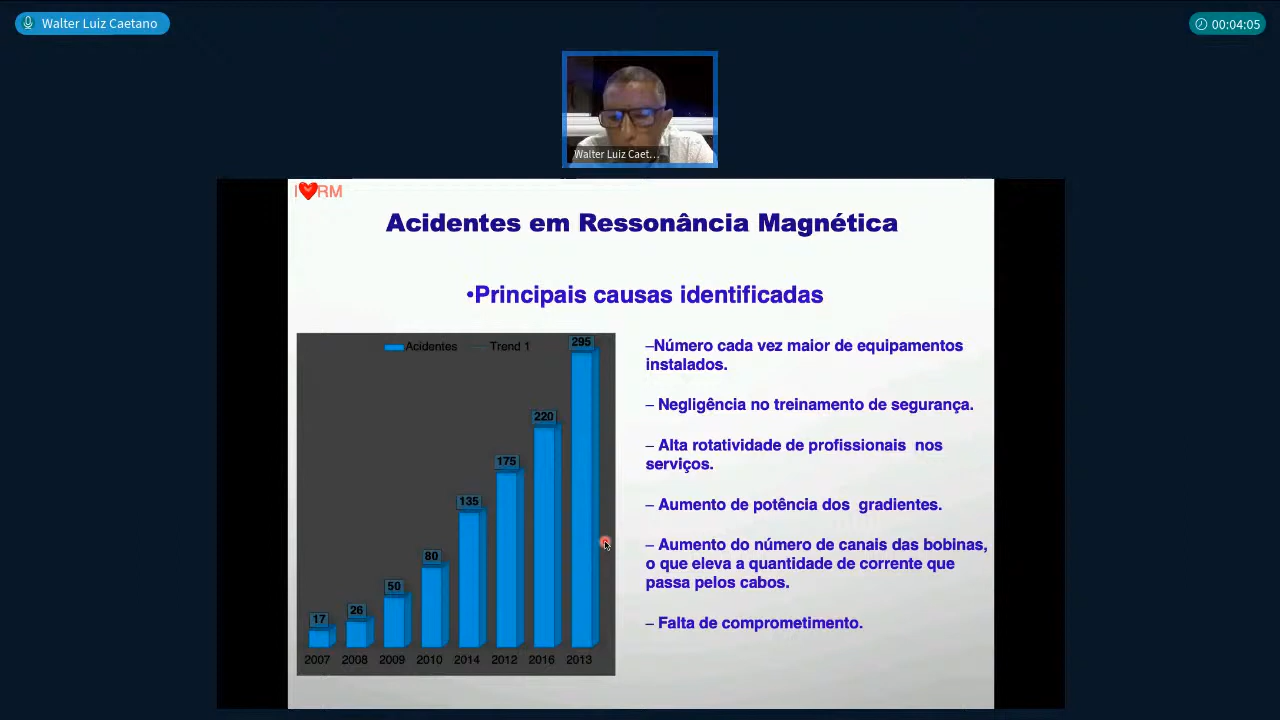 Walter Luiz Caetano
00:04:05
Walter Luiz Caet...
I❤RM
Acidentes em Ressonância Magnética
•Principais causas identificadas
Acidentes Trend 1
295
220
175
135
80
50
26
17
2007 2008 2009 2010 2014 2012 2016 2013
–Número cada vez maior de equipamentos
instalados.
– Negligência no treinamento de segurança.
– Alta rotatividade de profissionais nos
serviços.
– Aumento de potência dos gradientes.
– Aumento do número de canais das bobinas,
o que eleva a quantidade de corrente que
passa pelos cabos.
– Falta de comprometimento.